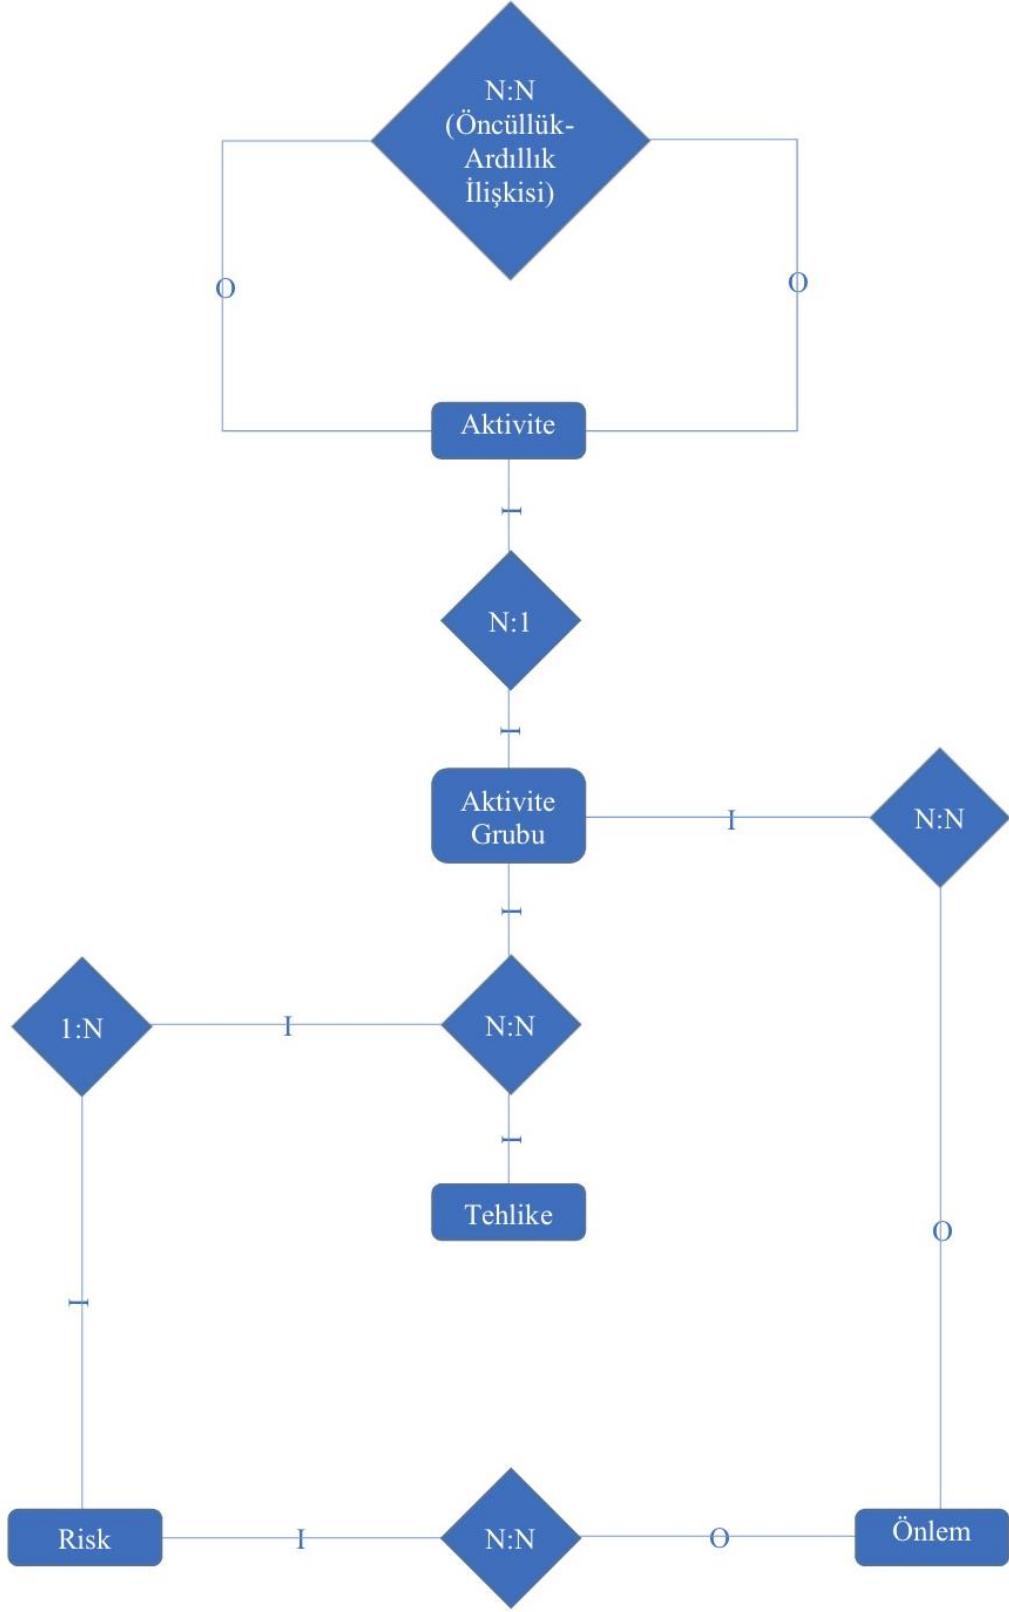 N:N
(Öncüllük-
Ardıllık
İlişkisi)
O
O
Aktivite
I
N:1
I
Aktivite
Grubu
I
N:N
I
1:N
I
N:N
I
Tehlike
I
O
Risk
I
N:N
O
Önlem